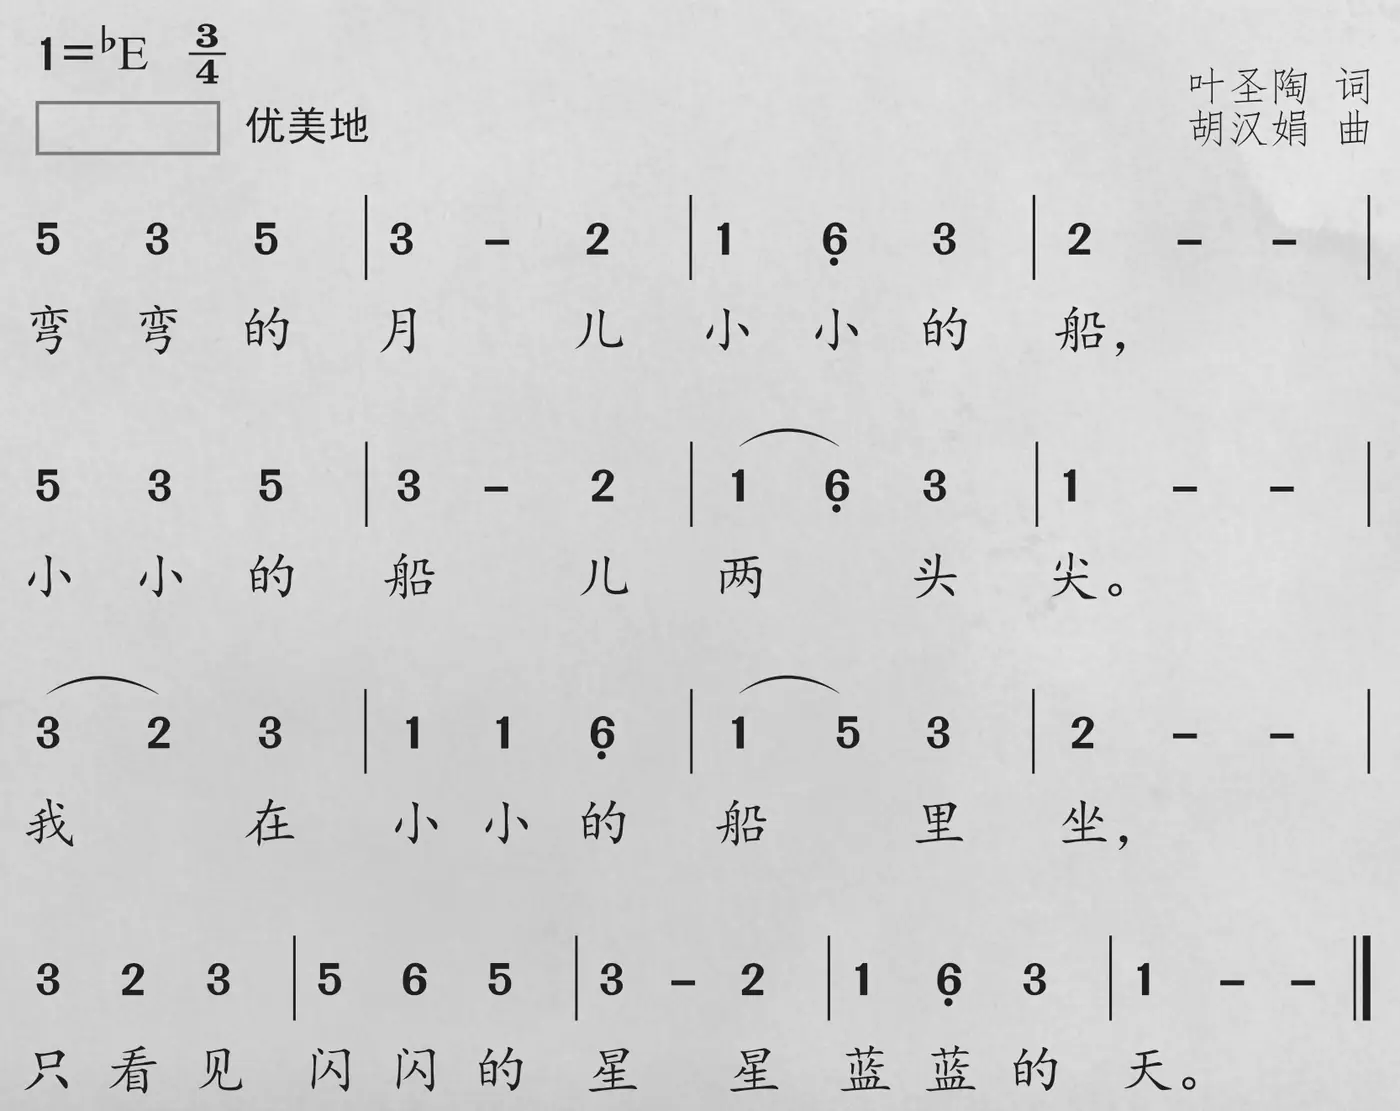 1=♭E 3/4
叶圣陶 词
优美地
胡汉娟 曲
5 3 5 | 3 – 2 | 1 6̣ 3 | 2 – – |
弯 弯 的 月 儿 小 小 的 船，
5 3 5 | 3 – 2 | 1 6̣ 3 | 1 – – |
小 小 的 船 儿 两 头 尖。
3 2 3 | 1 1 6̣ | 1 5 3 | 2 – – |
我 在 小 小 的 船 里 坐，
3 2 3 | 5 6 5 | 3 – 2 | 1 6̣ 3 | 1 – – ‖
只 看 见 闪 闪 的 星 星 蓝 蓝 的 天。